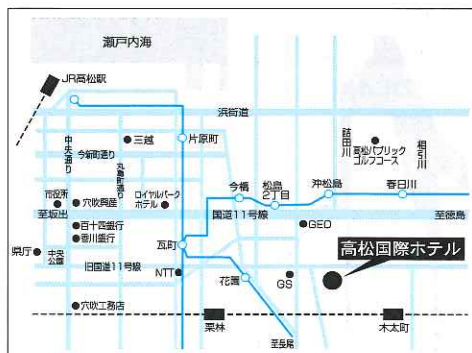 瀬戸内海
JR高松駅
浜街道
中央通り
三越
片原町
今新町通り
丸亀町通り
詰田川
高松パブリック
ゴルフコース
相引川
市役所
穴吹興産
ロイヤルパーク
ホテル
今橋
松島
2丁目
沖松島
春日川
至坂出
国道11号線
至徳島
百十四銀行
香川銀行
瓦町
GEO
県庁
中央
公園
旧国道11号線
NTT
花園
GS
高松国際ホテル
穴吹工務店
栗林
木太町
至長尾